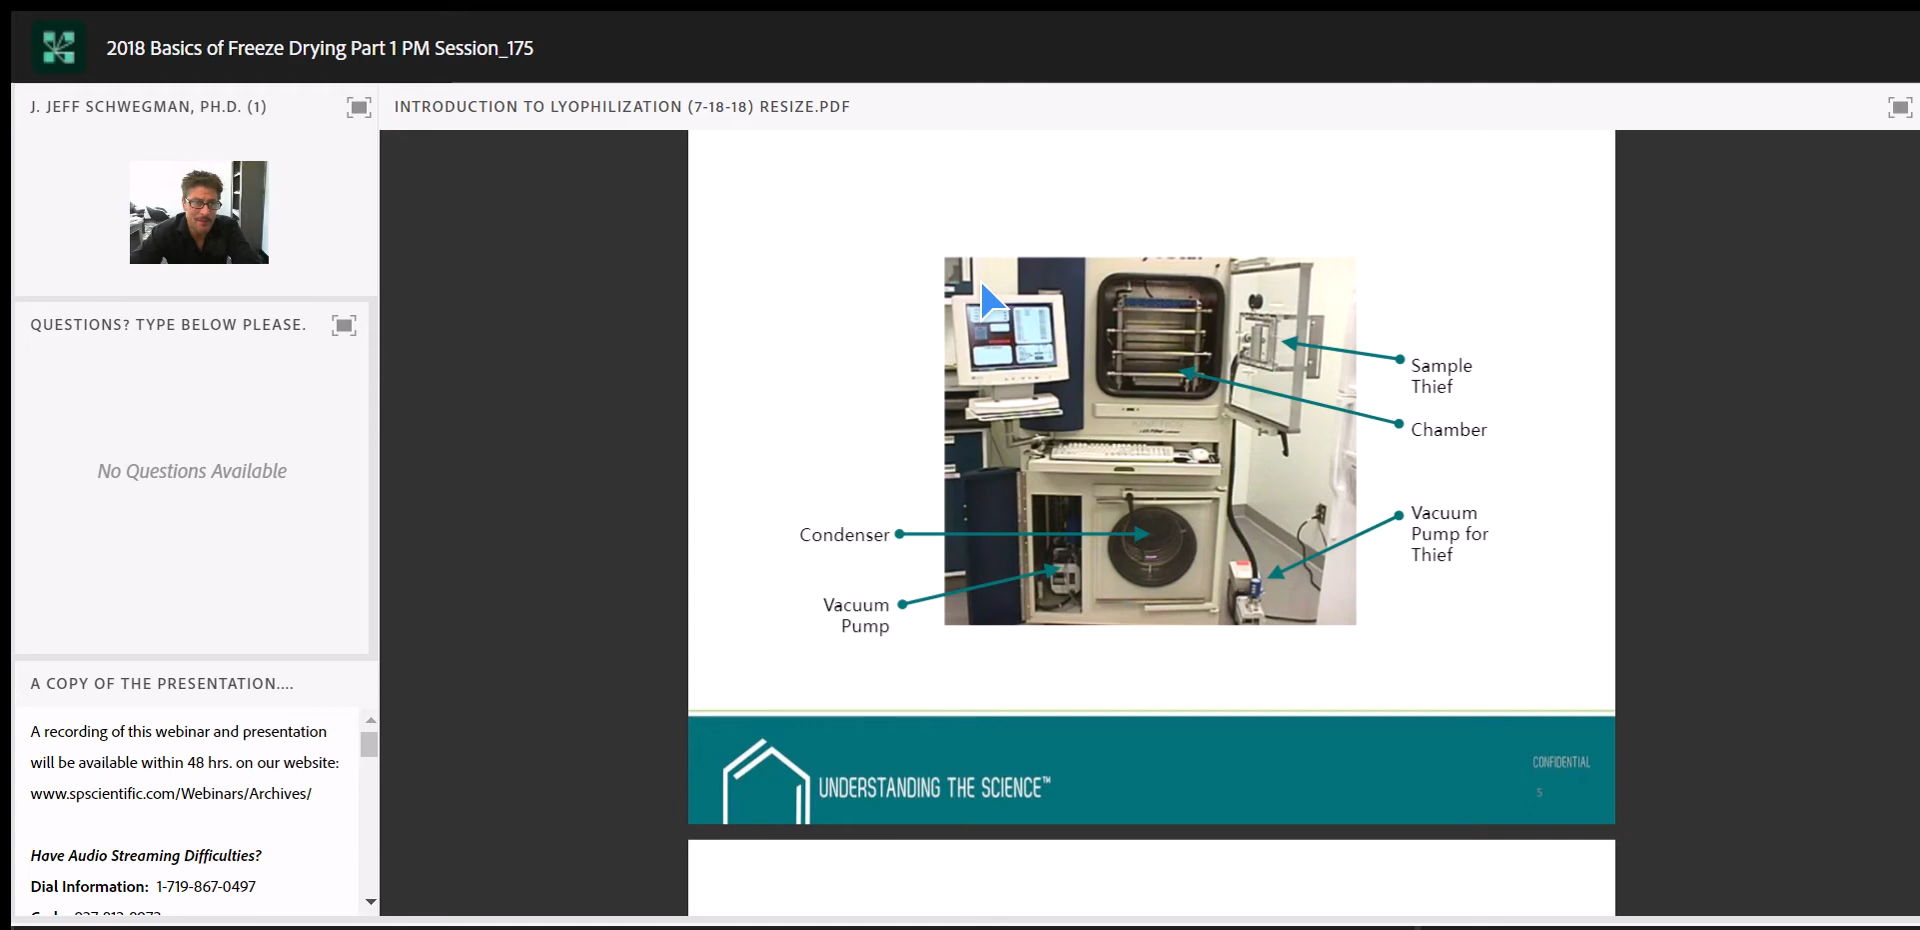 2018 Basics of Freeze Drying Part 1 PM Session_175
J. JEFF SCHWEGMAN, PH.D. (1)
INTRODUCTION TO LYOPHILIZATION (7-18-18) RESIZE.PDF
QUESTIONS? TYPE BELOW PLEASE.
No Questions Available
A COPY OF THE PRESENTATION....
A recording of this webinar and presentation
will be available within 48 hrs. on our website:
www.spscientific.com/Webinars/Archives/
Have Audio Streaming Difficulties?
Dial Information: 1-719-867-0497
Sample
Thief
Chamber
Condenser
Vacuum
Pump for
Thief
Vacuum
Pump
UNDERSTANDING THE SCIENCE™
CONFIDENTIAL
5